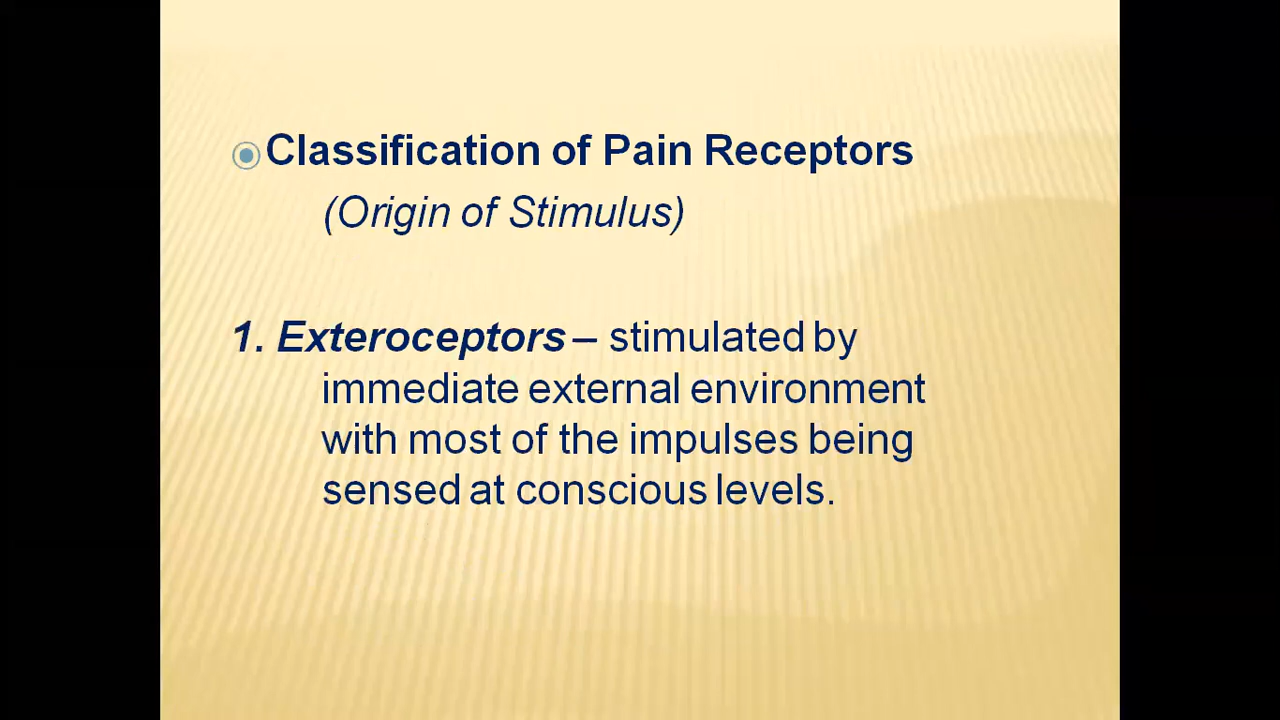 Classification of Pain Receptors
(Origin of Stimulus)
1. Exteroceptors – stimulated by
immediate external environment
with most of the impulses being
sensed at conscious levels.